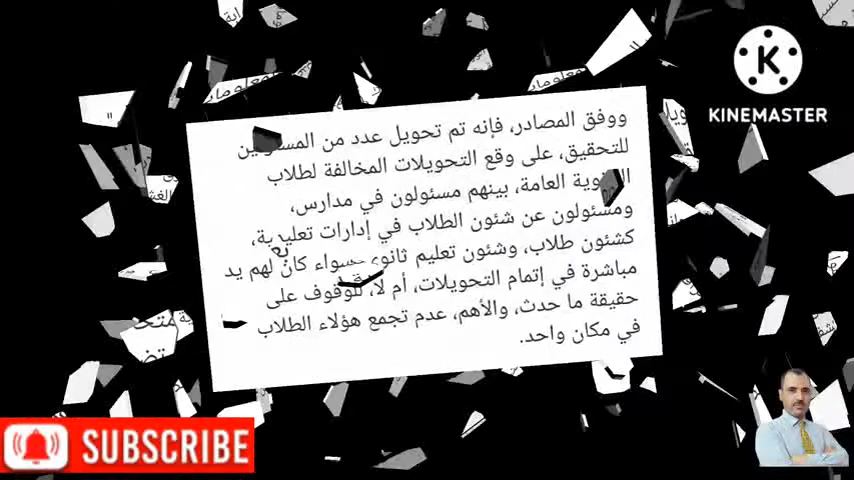 ووفق المصادر، فإنه تم تحويل عدد من المسئولين
للتحقيق، على وقع التحويلات المخالفة لطلاب
الثانوية العامة، بينهم مسئولون في مدارس،
ومسئولون عن شئون الطلاب في إدارات تعليمية،
كشئون طلاب، وشئون تعليم ثانوي، سواء كان لهم يد
مباشرة في إتمام التحويلات، أم لا، للوقوف على
حقيقة ما حدث، والأهم، عدم تجمع هؤلاء الطلاب
في مكان واحد.
KINEMASTER
SUBSCRIBE